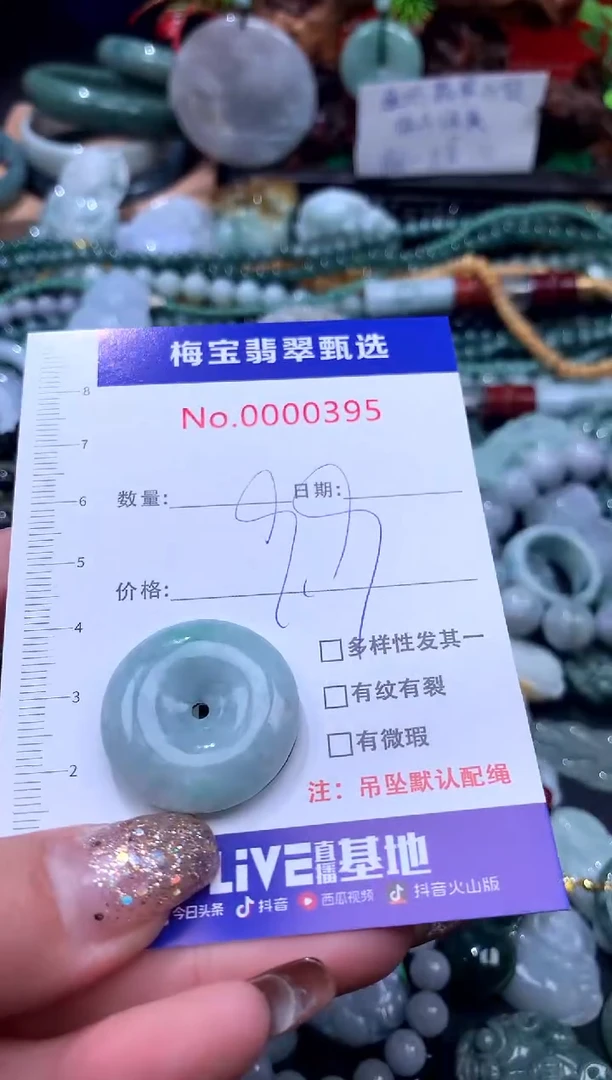 梅宝翡翠甄选
No.0000395
8
7
6
5
4
3
2
数量:
日期:
99
价格:
□多样性发其一
□有纹有裂
□有微瑕
注：吊坠默认配绳
LiVE直播基地
今日头条 抖音 西瓜视频 抖音火山版